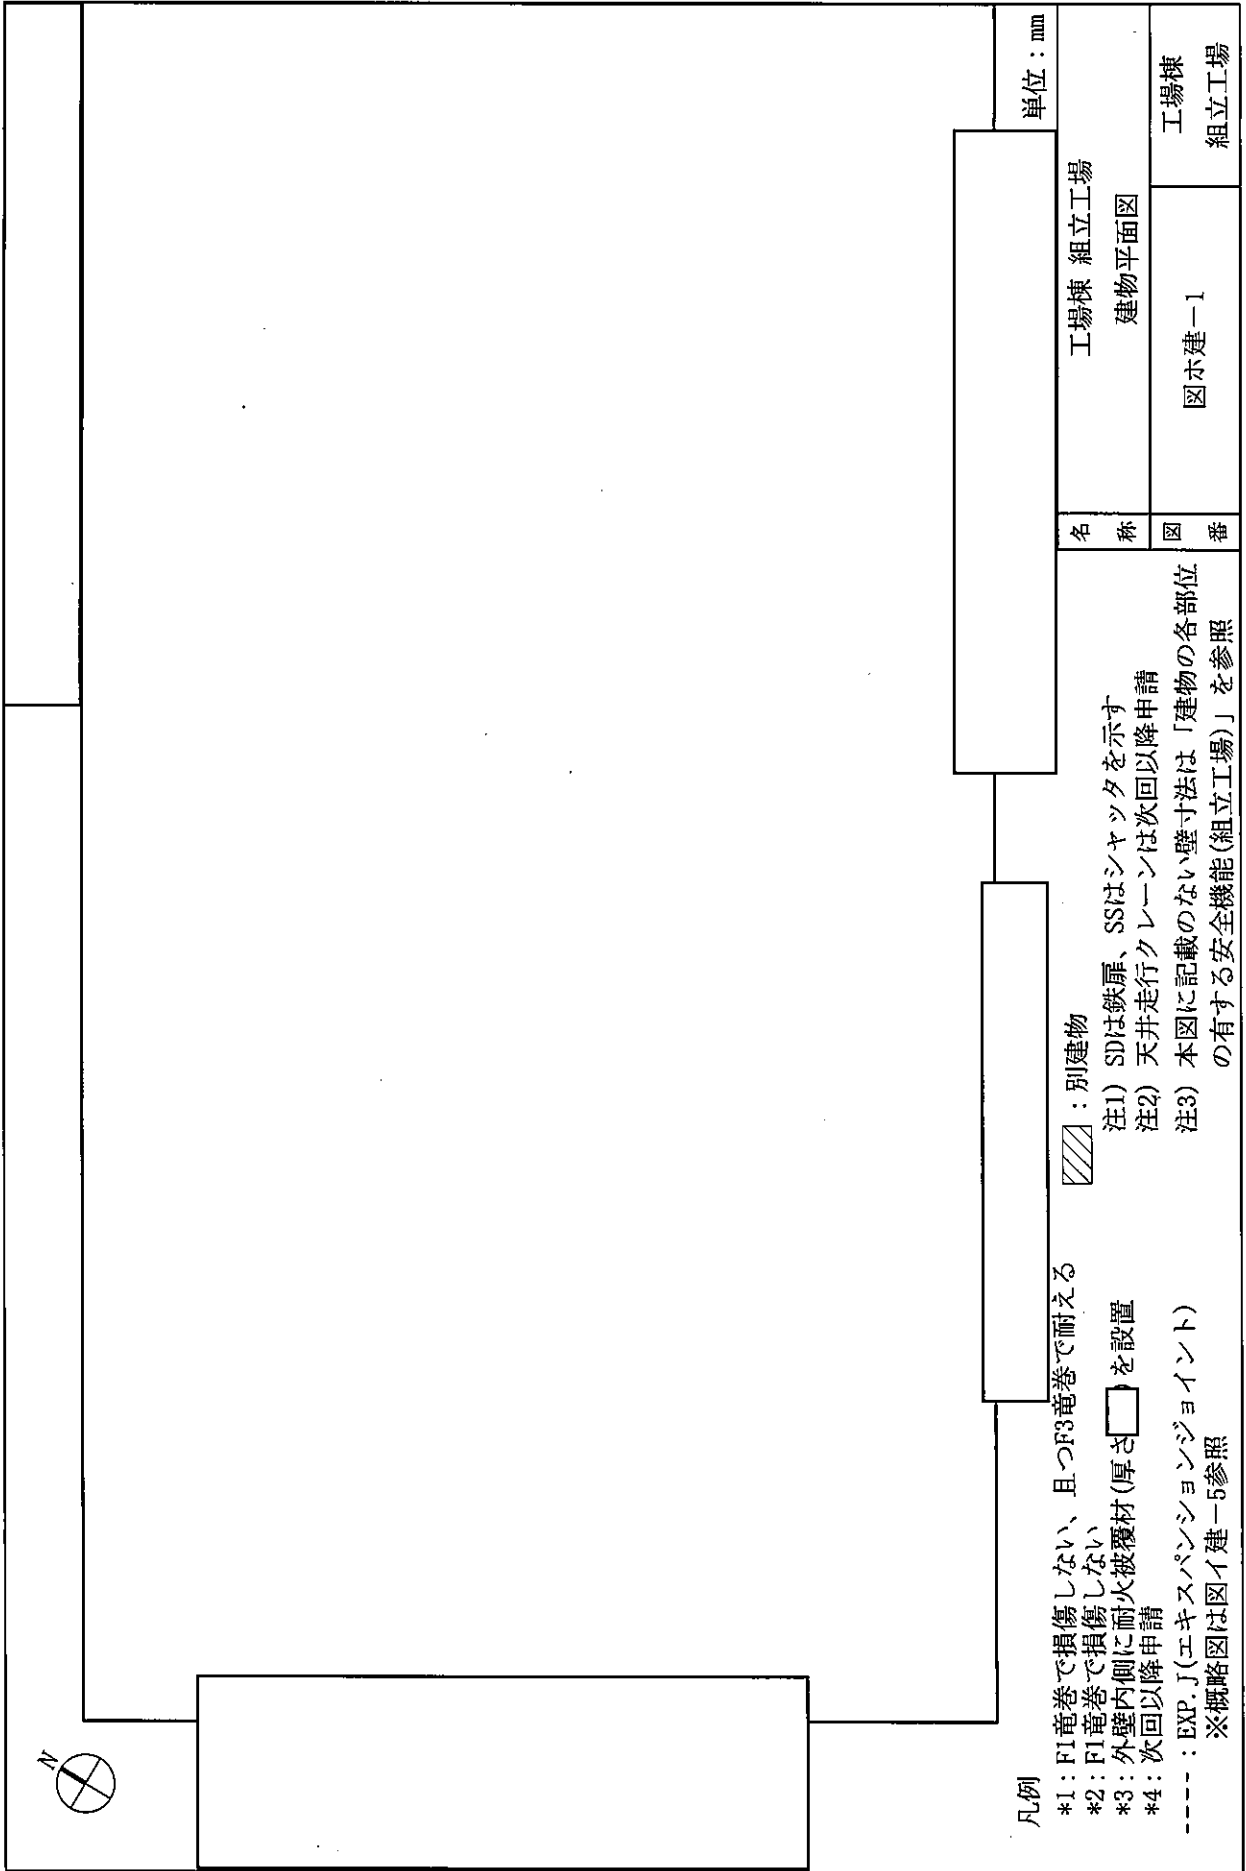 N
凡例
*1：F1竜巻で損傷しない、且つF3竜巻で耐える
*2：F1竜巻で損傷しない
*3：外壁内側に耐火被覆材(厚さ )を設置
*4：次回以降申請
----：EXP.J(エキスパンションジョイント)
※概略図は図イ建－5参照
：別建物
注1) SDは鉄扉、SSはシャッタを示す
注2) 天井走行クレーンは次回以降申請
注3) 本図に記載のない壁寸法は「建物の各部位
の有する安全機能(組立工場)」を参照
単位：mm
名称
工場棟 組立工場
建物平面図
図番
図ホ建－1
工場棟
組立工場